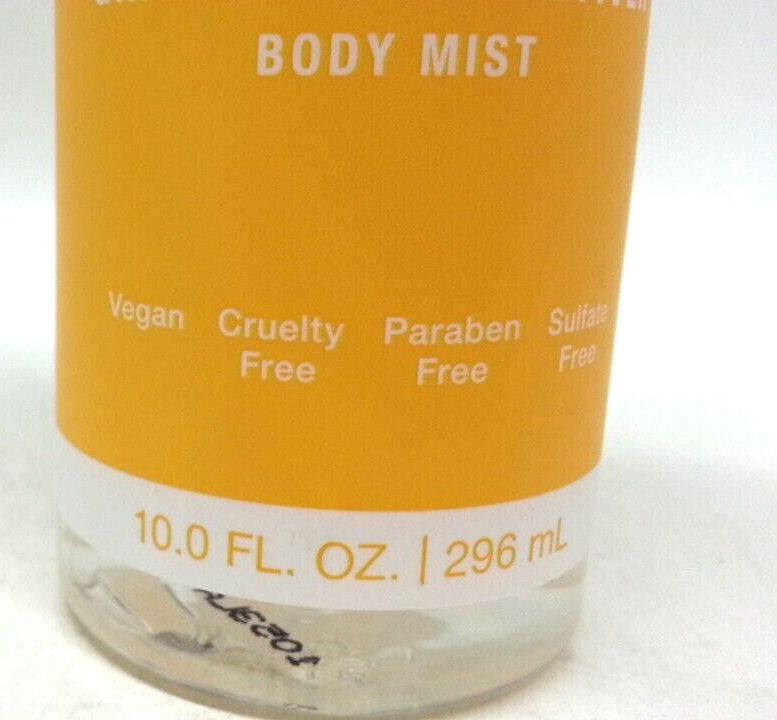 BODY MIST
Vegan Cruelty Free Paraben Free Sulfate Free
10.0 FL. OZ. | 296 mL